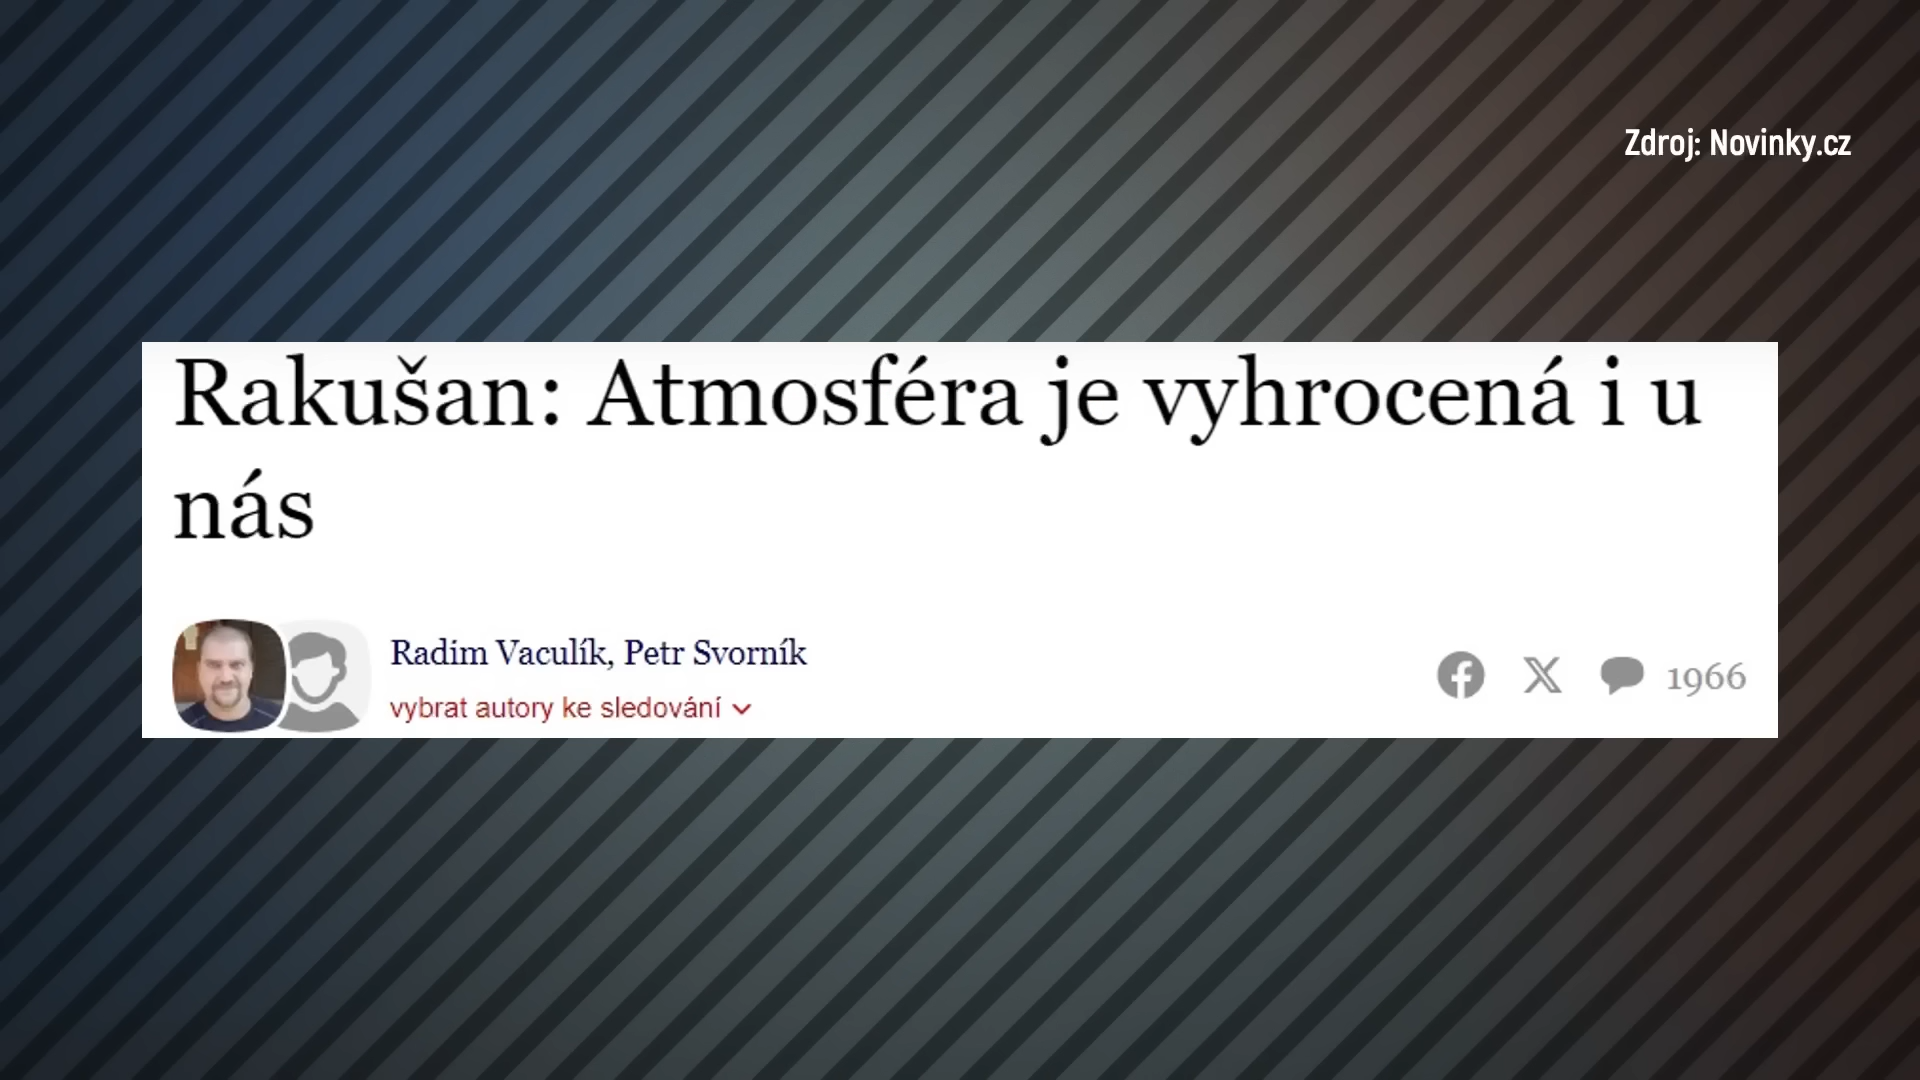 Zdroj: Novinky.cz
Rakušan: Atmosféra je vyhrocená i u
nás
Radim Vaculík, Petr Svorník
vybrat autory ke sledování
1966